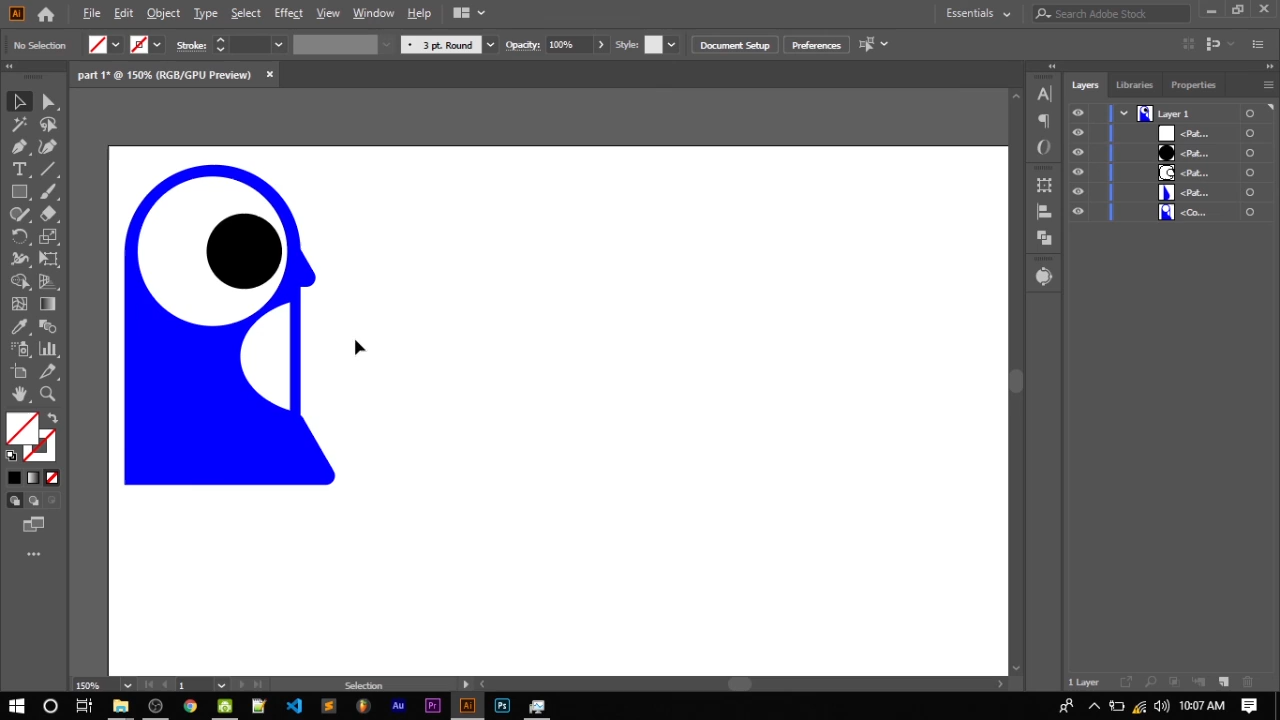 Ai File Edit Object Type Select Effect View Window Help Essentials Search Adobe Stock
No Selection Stroke: 3 pt. Round Opacity: 100% Style: Document Setup Preferences
part 1* @ 150% (RGB/GPU Preview)
Layers Libraries Properties
Layer 1
<Pat...
<Pat...
<Pat...
<Pat...
<Co...
150% 1 Selection
1 Layer
Au Pr Ai Ps 10:07 AM